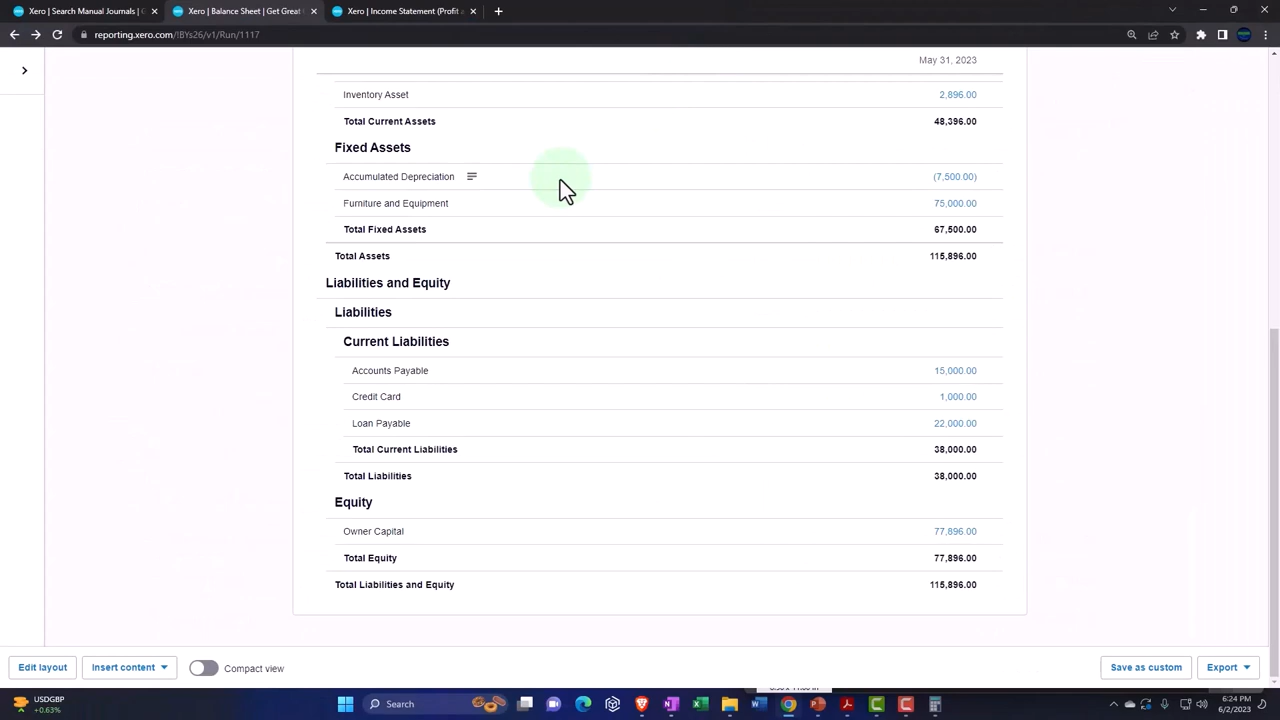 Xero | Search Manual Journals | G
Xero | Balance Sheet | Get Great
Xero | Income Statement (Profit a
reporting.xero.com/!BYs26/v1/Run/1117
May 31, 2023
Inventory Asset 2,896.00
Total Current Assets 48,396.00
Fixed Assets
Accumulated Depreciation (7,500.00)
Furniture and Equipment 75,000.00
Total Fixed Assets 67,500.00
Total Assets 115,896.00
Liabilities and Equity
Liabilities
Current Liabilities
Accounts Payable 15,000.00
Credit Card 1,000.00
Loan Payable 22,000.00
Total Current Liabilities 38,000.00
Total Liabilities 38,000.00
Equity
Owner Capital 77,896.00
Total Equity 77,896.00
Total Liabilities and Equity 115,896.00
Edit layout Insert content Compact view Save as custom Export
USDGBP
+0.63%
Search
6:24 PM
6/2/2023